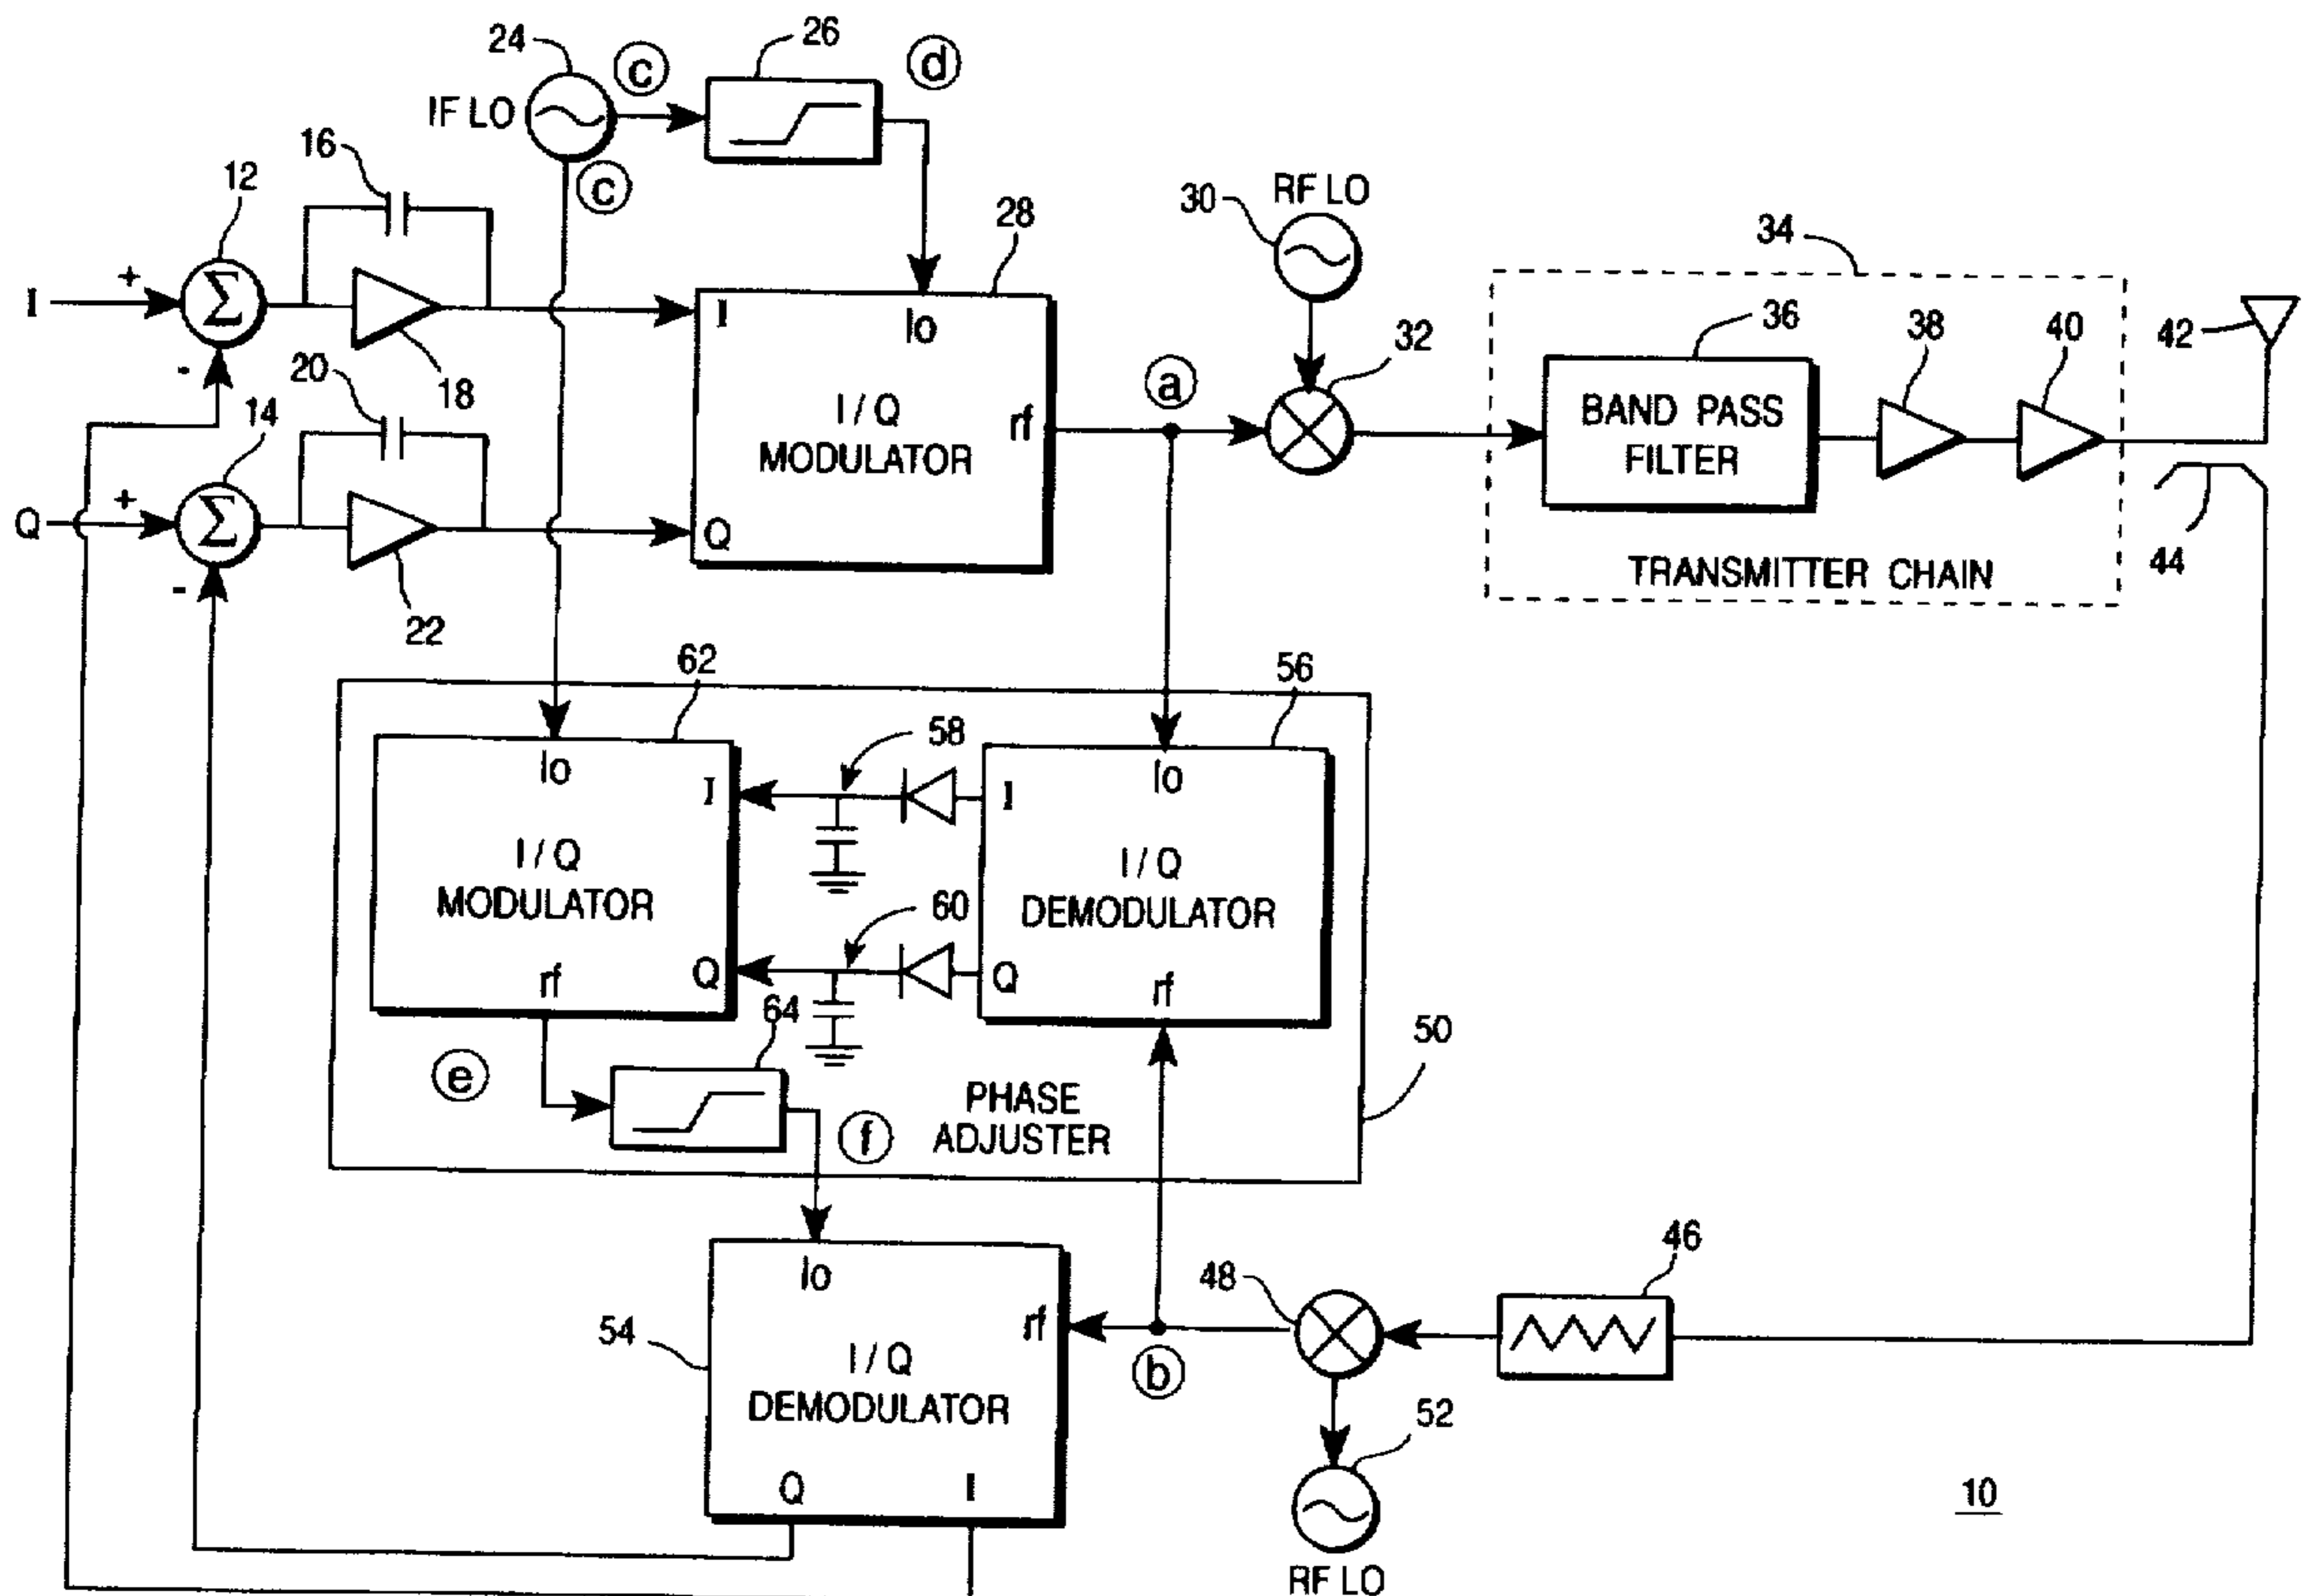 24
26
c
d
IF LO
16
12
c
RF LO
30
28
34
+
I
Σ
I
lo
36
38
40
42
32
-
20
18
a
14
I / Q
MODULATOR
rf
BAND PASS
FILTER
+
Q
Σ
Q
-
22
TRANSMITTER CHAIN
44
62
56
58
lo
I
I
lo
I / Q
MODULATOR
I / Q
DEMODULATOR
60
rf
Q
Q
rf
64
50
e
PHASE
ADJUSTER
f
46
lo
48
rf
54
I / Q
DEMODULATOR
b
52
Q
I
10
RF LO